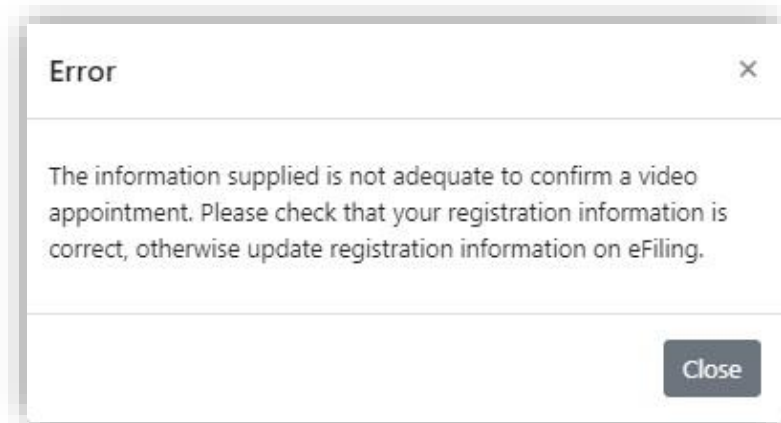 Error
×
The information supplied is not adequate to confirm a video
appointment. Please check that your registration information is
correct, otherwise update registration information on eFiling.
Close